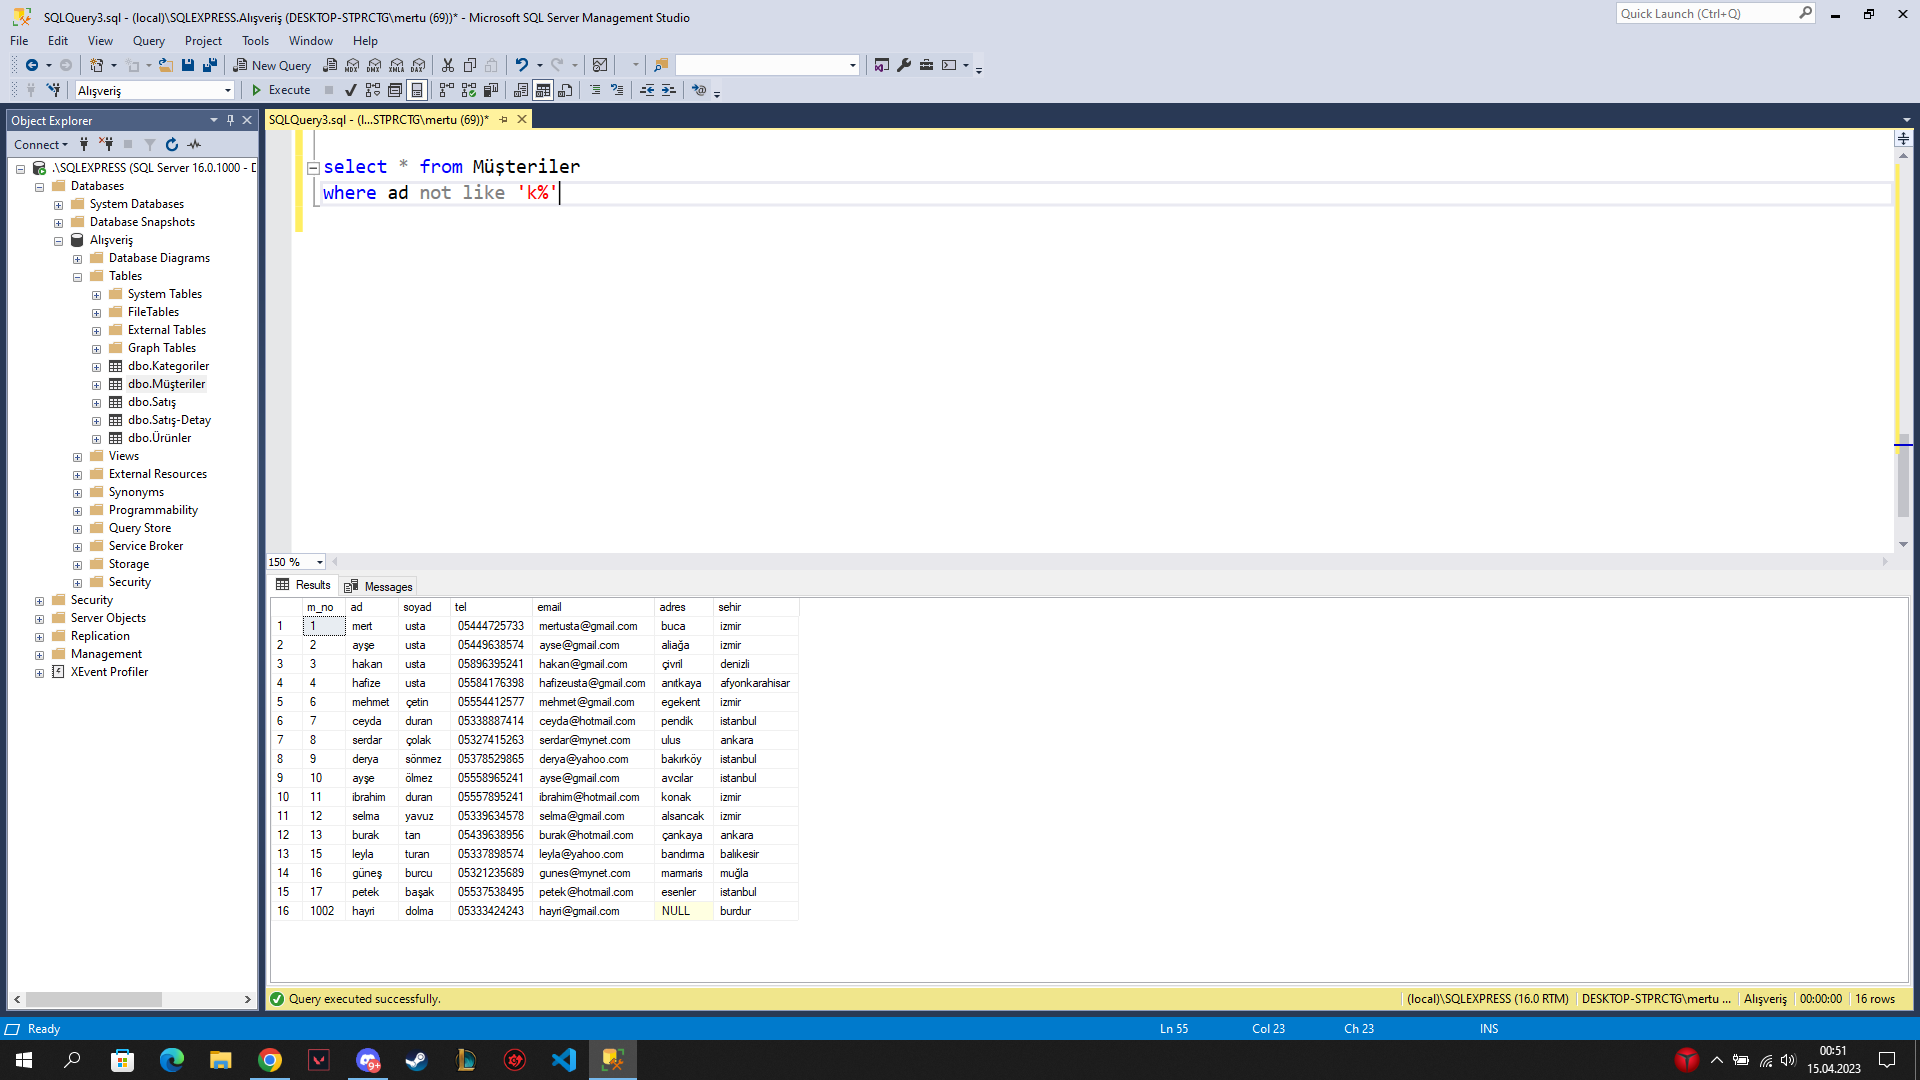 SQLQuery3.sql - (local)\SQLEXPRESS.Alışveriş (DESKTOP-STPRCTG\mertu (69))* - Microsoft SQL Server Management Studio
Quick Launch (Ctrl+Q)
File Edit View Query Project Tools Window Help
New Query
MDX DMX XMLA DAX
Alışveriş
Execute
Object Explorer
SQLQuery3.sql - (l...STPRCTG\mertu (69))*
Connect
.\SQLEXPRESS (SQL Server 16.0.1000 - D
Databases
System Databases
Database Snapshots
Alışveriş
Database Diagrams
Tables
System Tables
FileTables
External Tables
Graph Tables
dbo.Kategoriler
dbo.Müşteriler
dbo.Satış
dbo.Satış-Detay
dbo.Ürünler
Views
External Resources
Synonyms
Programmability
Query Store
Service Broker
Storage
Security
Security
Server Objects
Replication
Management
XEvent Profiler
select * from Müşteriler
where ad not like 'k%'
150 %
Results Messages
m_no ad soyad tel email adres sehir
1 1 mert usta 05444725733 mertusta@gmail.com buca izmir
2 2 ayşe usta 05449638574 ayse@gmail.com aliağa izmir
3 3 hakan usta 05896395241 hakan@gmail.com çivril denizli
4 4 hafize usta 05584176398 hafizeusta@gmail.com anıtkaya afyonkarahisar
5 6 mehmet çetin 05554412577 mehmet@gmail.com egekent izmir
6 7 ceyda duran 05338887414 ceyda@hotmail.com pendik istanbul
7 8 serdar çolak 05327415263 serdar@mynet.com ulus ankara
8 9 derya sönmez 05378529865 derya@yahoo.com bakırköy istanbul
9 10 ayşe ölmez 05558965241 ayse@gmail.com avcılar istanbul
10 11 ibrahim duran 05557895241 ibrahim@hotmail.com konak izmir
11 12 selma yavuz 05339634578 selma@gmail.com alsancak izmir
12 13 burak tan 05439638956 burak@hotmail.com çankaya ankara
13 15 leyla turan 05337898574 leyla@yahoo.com bandırma balıkesir
14 16 güneş burcu 05321235689 gunes@mynet.com marmaris muğla
15 17 petek başak 05537538495 petek@hotmail.com esenler istanbul
16 1002 hayri dolma 05333424243 hayri@gmail.com NULL burdur
Query executed successfully.
(local)\SQLEXPRESS (16.0 RTM) DESKTOP-STPRCTG\mertu ... Alışveriş 00:00:00 16 rows
Ready
Ln 55 Col 23 Ch 23 INS
9+
00:51
15.04.2023